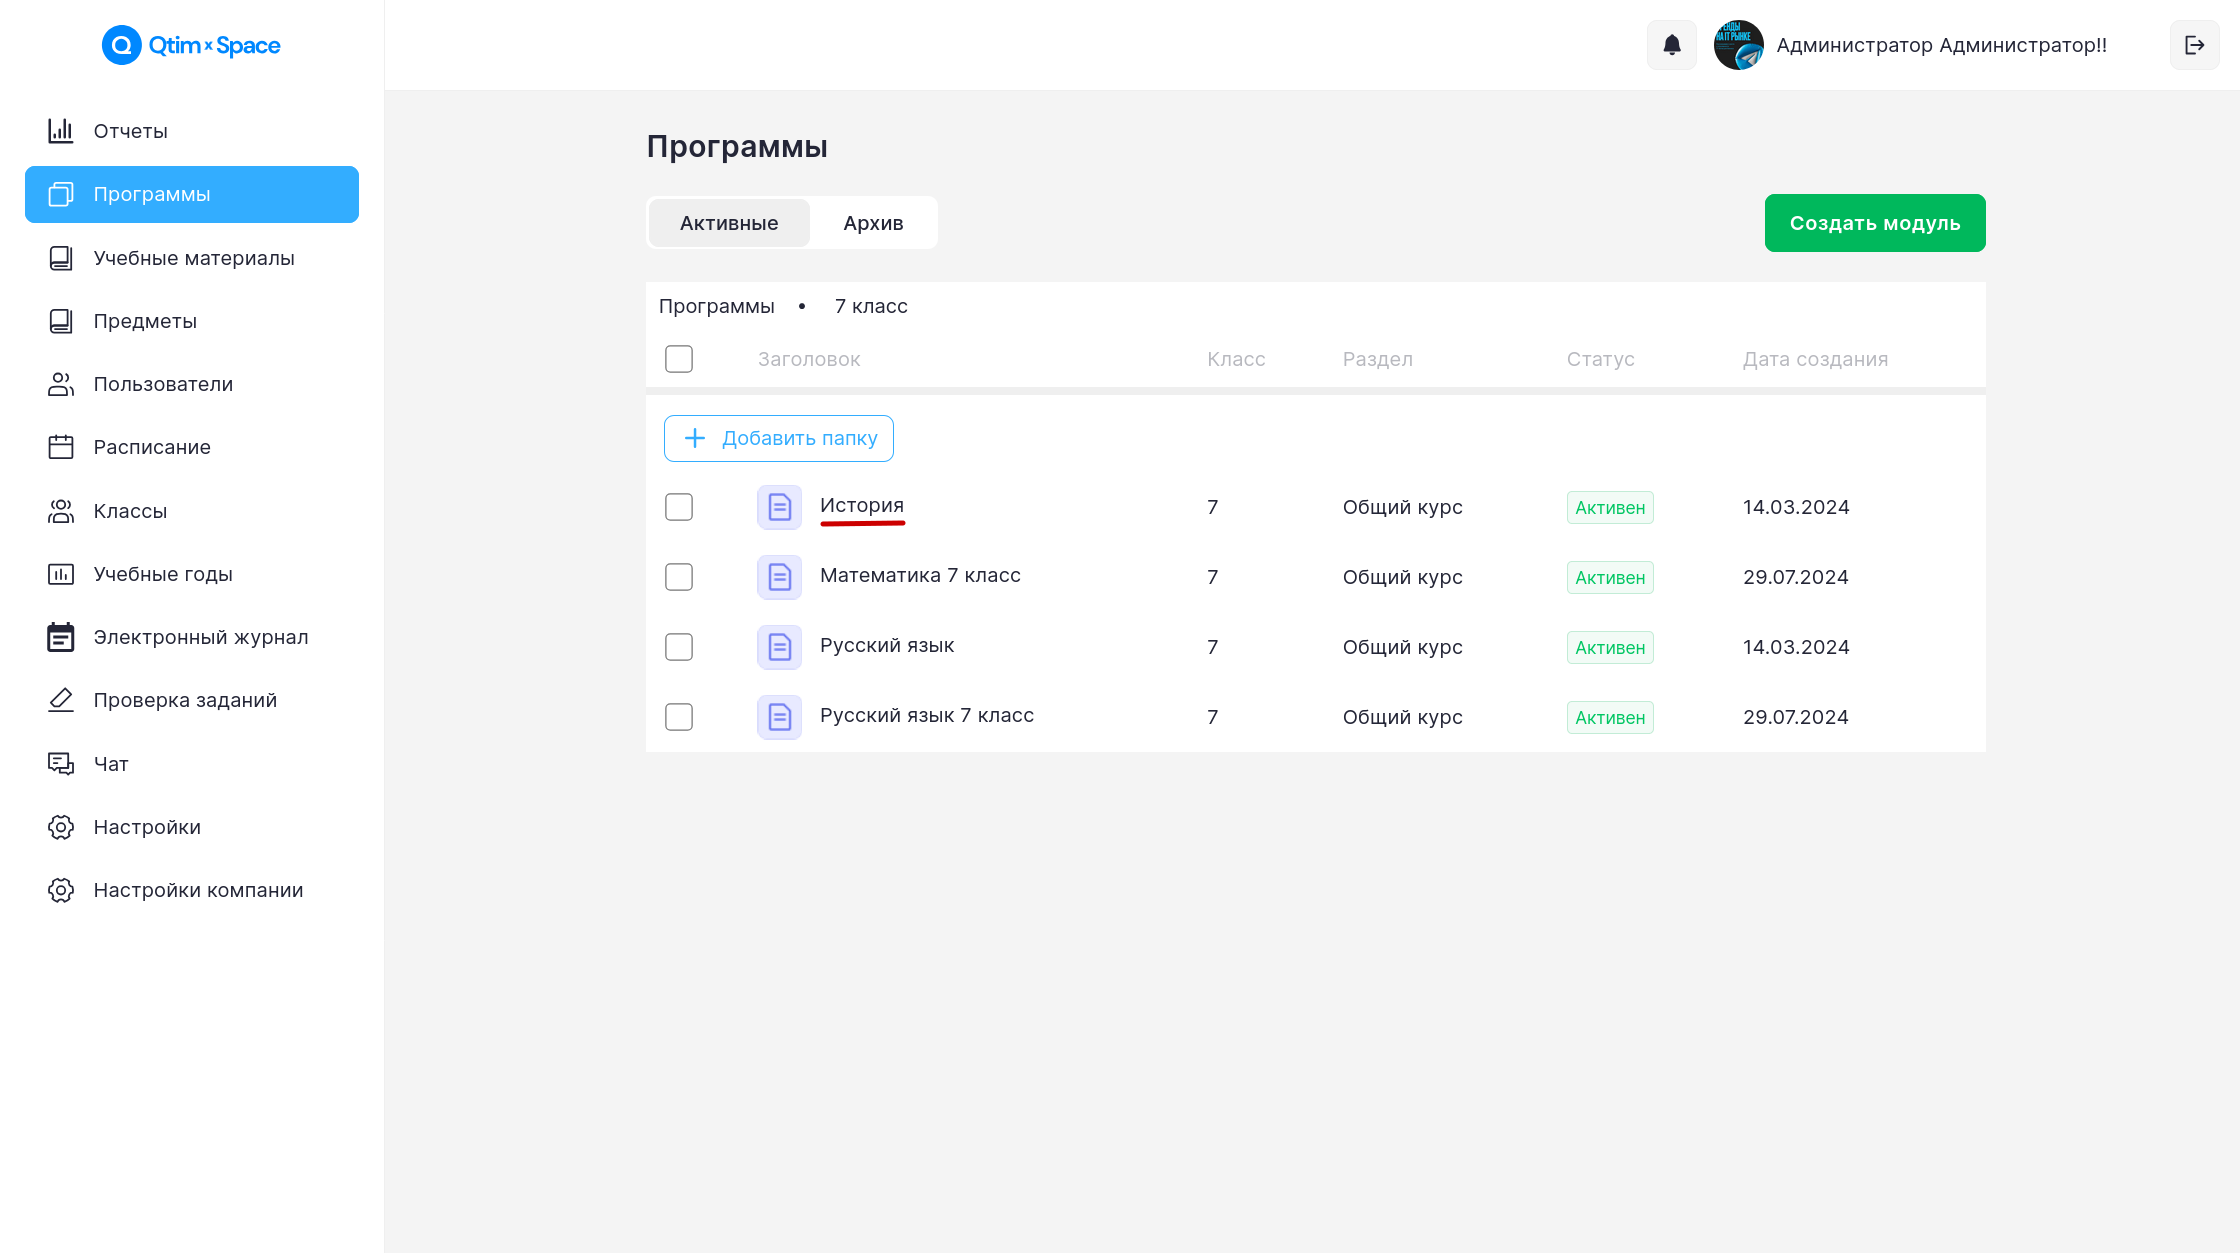 Qtim × Space
Администратор Администратор!!
Отчеты
Программы
Учебные материалы
Предметы
Пользователи
Расписание
Классы
Учебные годы
Электронный журнал
Проверка заданий
Чат
Настройки
Настройки компании
Программы
Активные Архив
Создать модуль
Программы • 7 класс
Заголовок Класс Раздел Статус Дата создания
Добавить папку
История 7 Общий курс Активен 14.03.2024
Математика 7 класс 7 Общий курс Активен 29.07.2024
Русский язык 7 Общий курс Активен 14.03.2024
Русский язык 7 класс 7 Общий курс Активен 29.07.2024